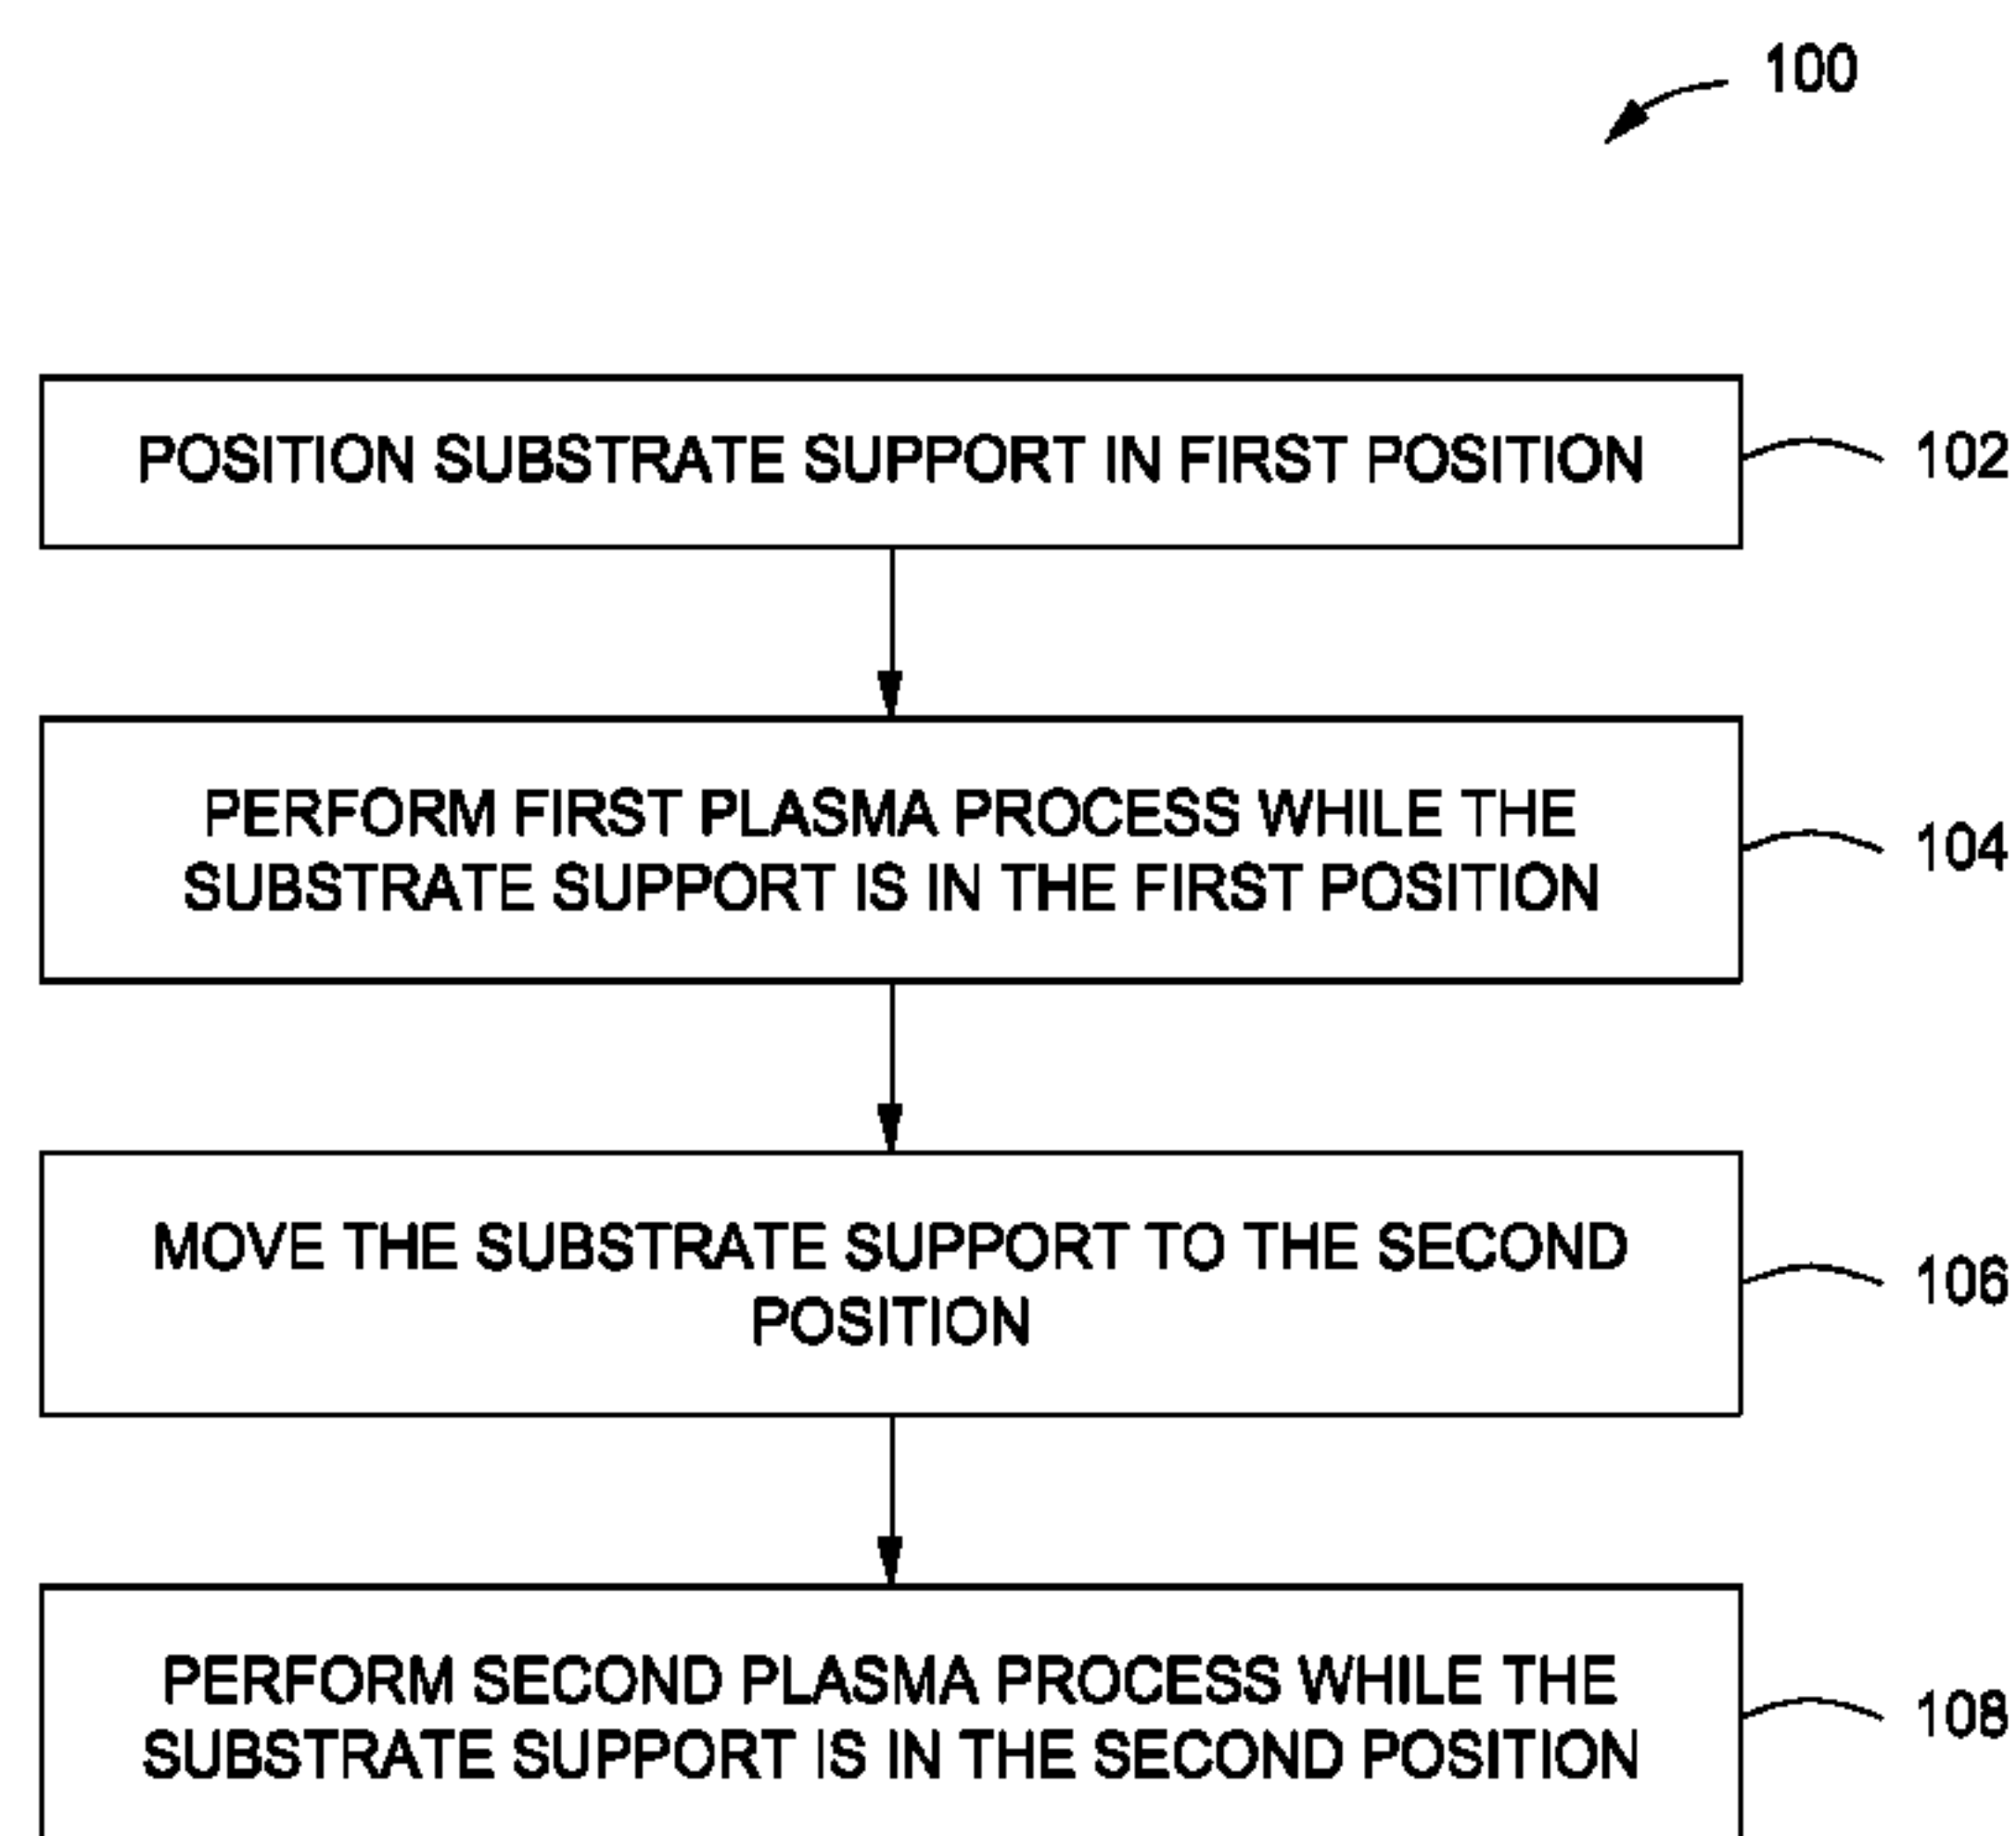 100
POSITION SUBSTRATE SUPPORT IN FIRST POSITION
102
PERFORM FIRST PLASMA PROCESS WHILE THE
SUBSTRATE SUPPORT IS IN THE FIRST POSITION
104
MOVE THE SUBSTRATE SUPPORT TO THE SECOND
POSITION
106
PERFORM SECOND PLASMA PROCESS WHILE THE
SUBSTRATE SUPPORT IS IN THE SECOND POSITION
108